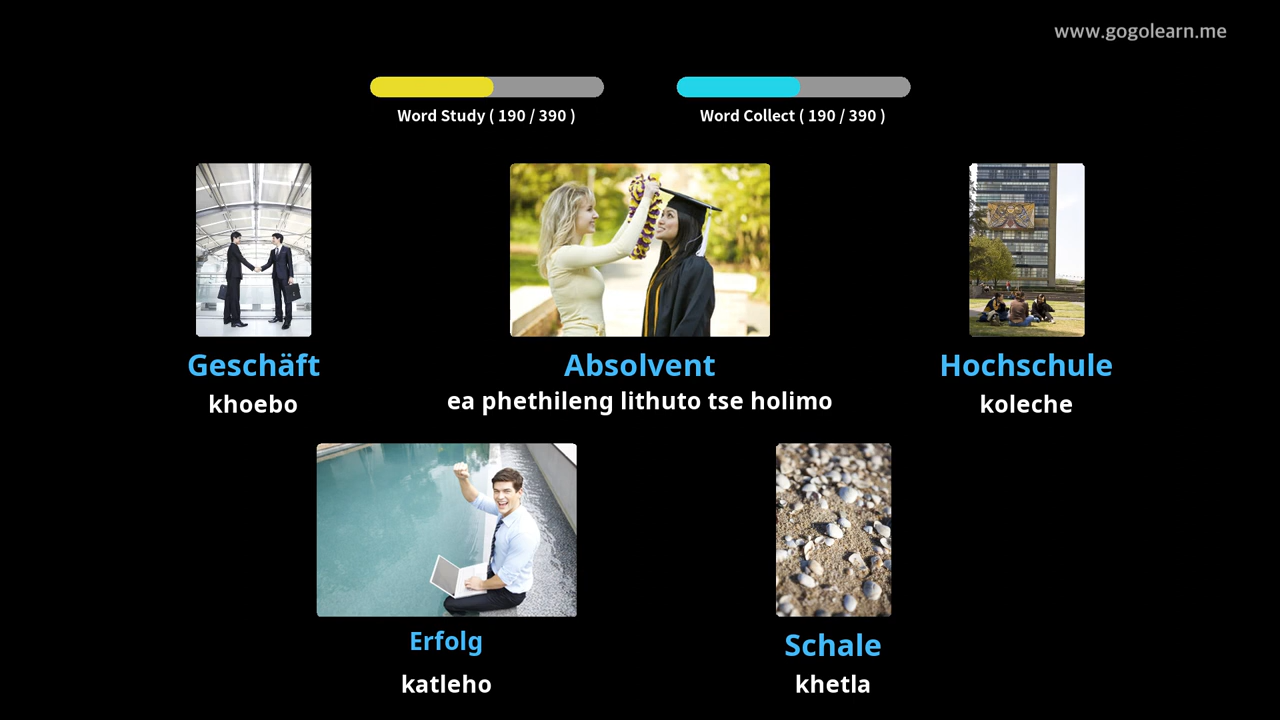 www.gogolearn.me
Word Study ( 190 / 390 )
Word Collect ( 190 / 390 )
Geschäft
khoebo
Absolvent
ea phethileng lithuto tse holimo
Hochschule
koleche
Erfolg
katleho
Schale
khetla